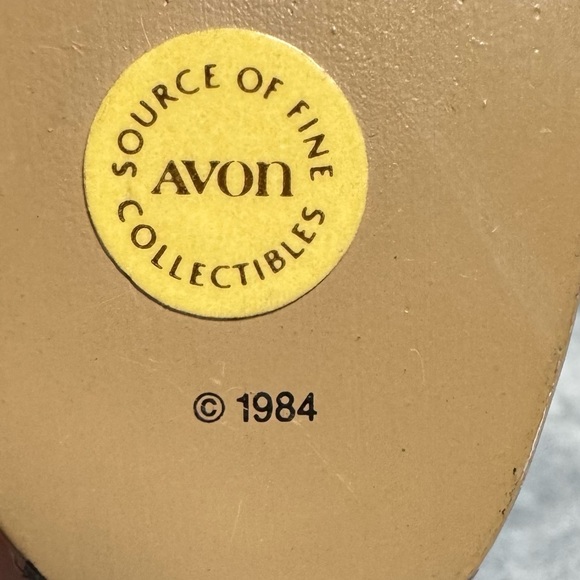 SOURCE OF FINE
AVON
COLLECTIBLES
© 1984